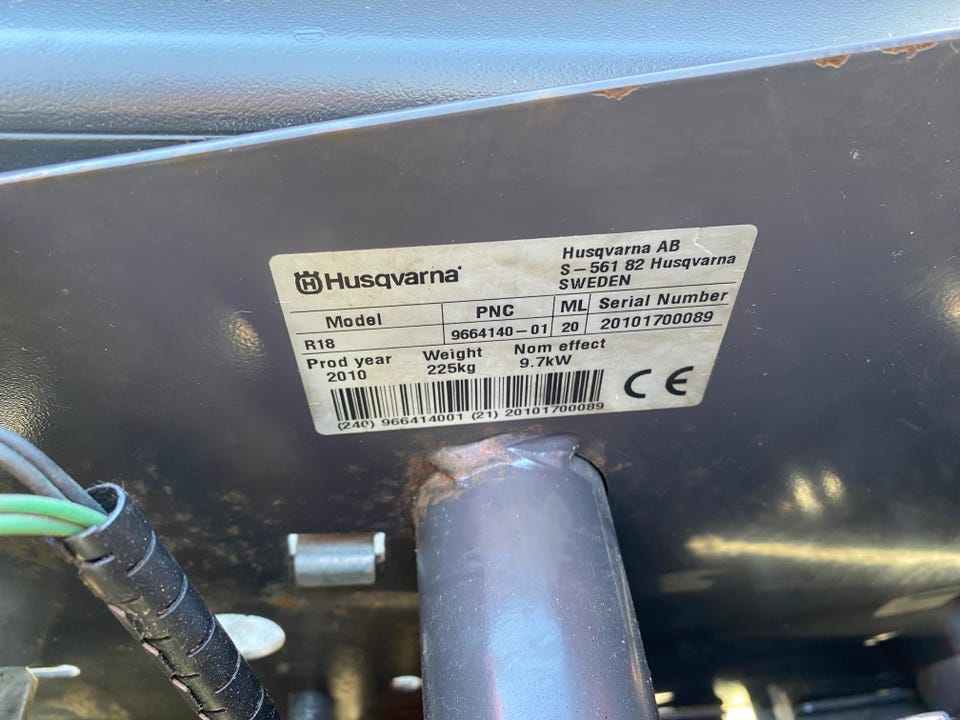 Husqvarna
Husqvarna AB
S-561 82 Husqvarna
SWEDEN
Model PNC ML Serial Number
R18 9664140-01 20 20101700089
Prod year Weight Nom effect
2010 225kg 9.7kW
CE
(240) 966414001 (21) 20101700089